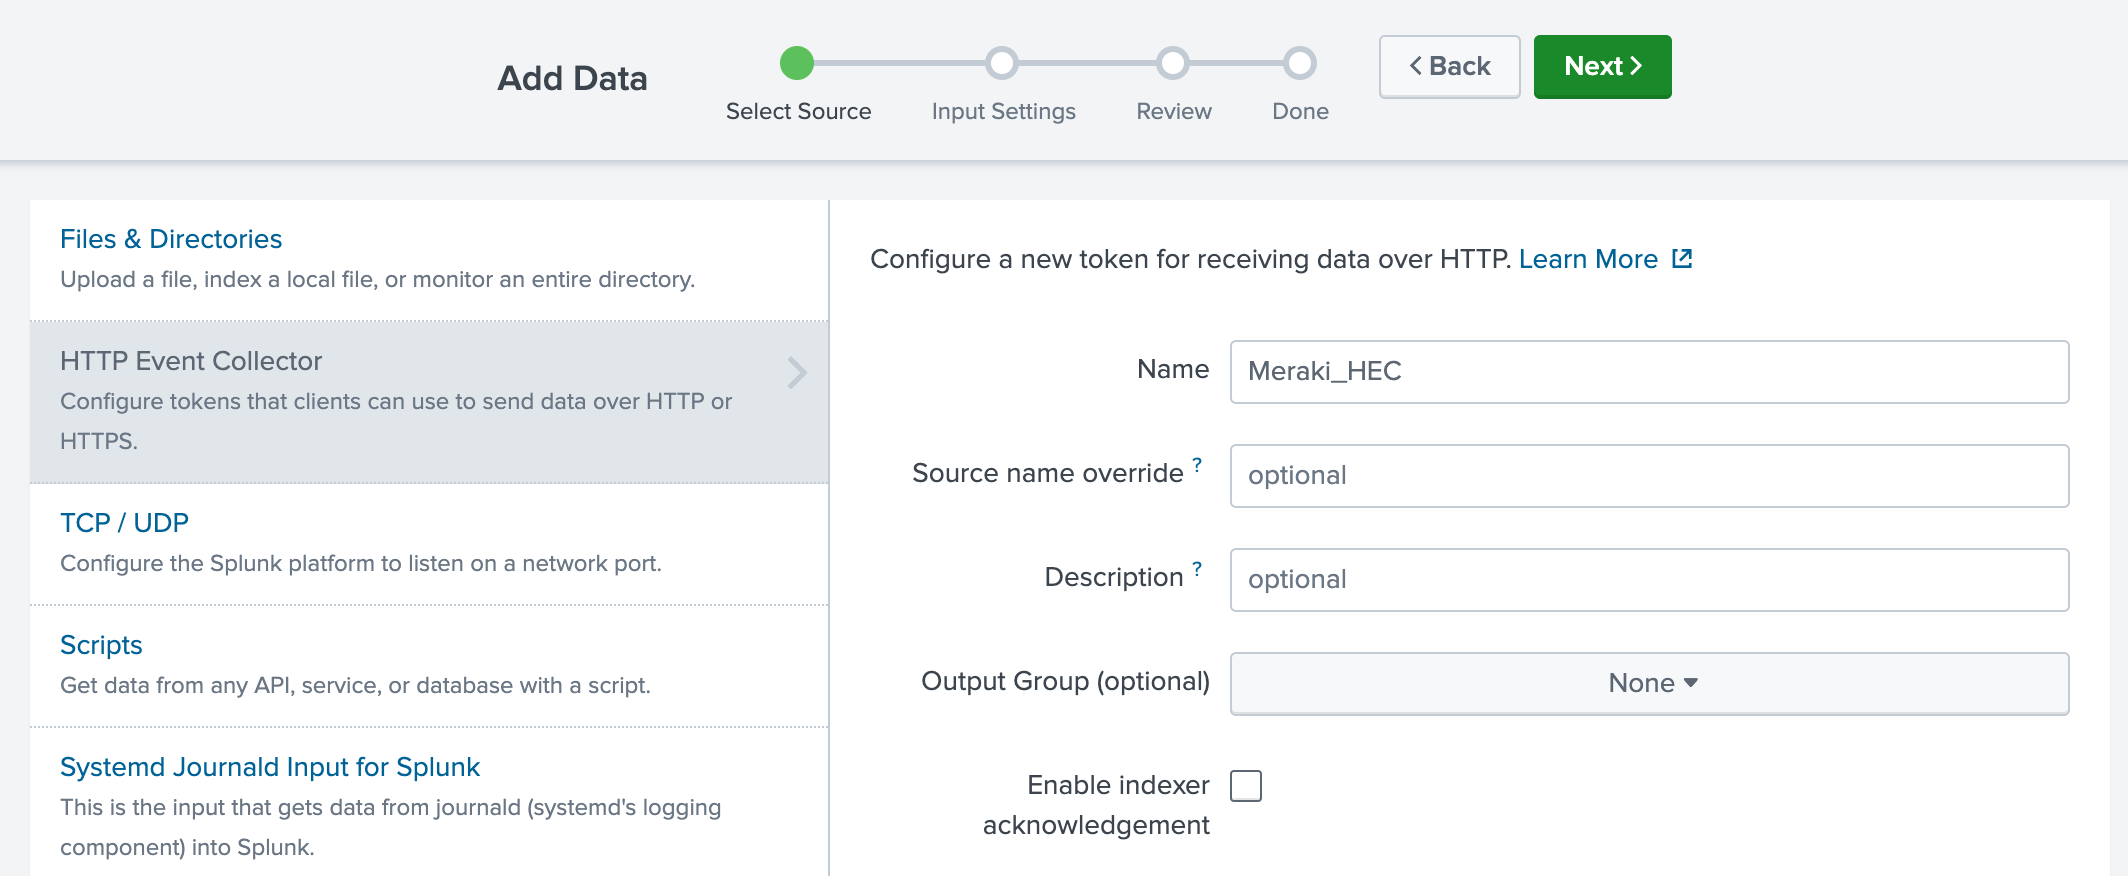 Add Data
Select Source
Input Settings
Review
Done
Back
Next
Files & Directories
Upload a file, index a local file, or monitor an entire directory.
HTTP Event Collector
Configure tokens that clients can use to send data over HTTP or
HTTPS.
TCP / UDP
Configure the Splunk platform to listen on a network port.
Scripts
Get data from any API, service, or database with a script.
Systemd Journald Input for Splunk
This is the input that gets data from journald (systemd's logging
component) into Splunk.
Configure a new token for receiving data over HTTP. Learn More
Name
Meraki_HEC
Source name override ?
optional
Description ?
optional
Output Group (optional)
None
Enable indexer
acknowledgement